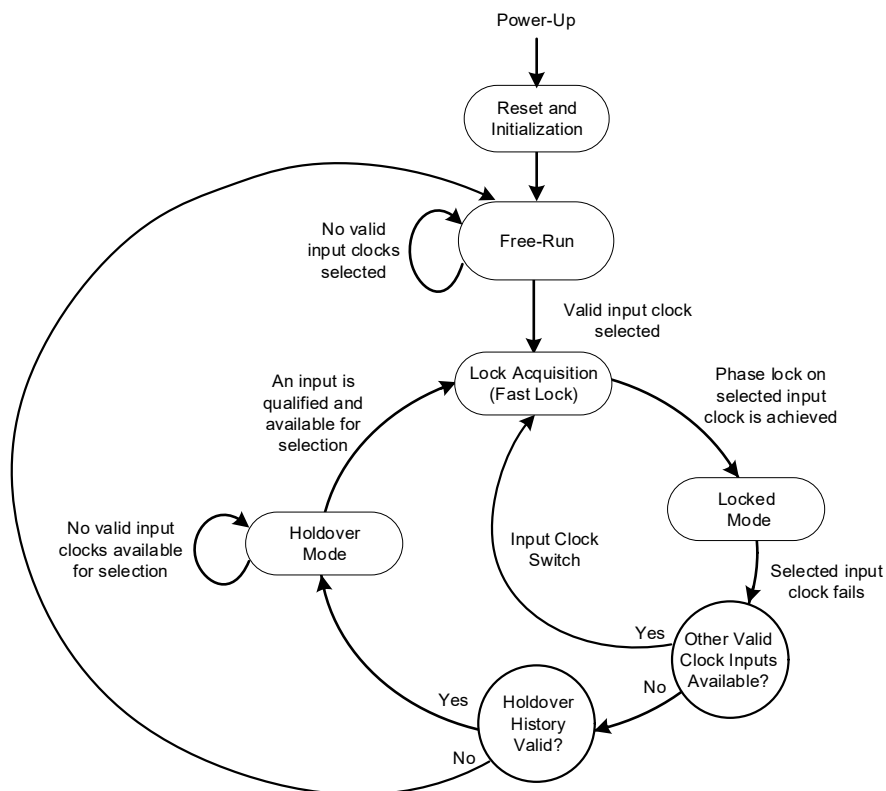 Power-Up
Reset and
Initialization
No valid
input clocks
selected
Free-Run
Valid input clock
selected
An input is
qualified and
available for
selection
Lock Acquisition
(Fast Lock)
Phase lock on
selected input
clock is achieved
No valid input
clocks available
for selection
Holdover
Mode
Input Clock
Switch
Locked
Mode
Selected input
clock fails
Yes
Other Valid
Clock Inputs
Available?
No
Yes
Holdover
History
Valid?
No